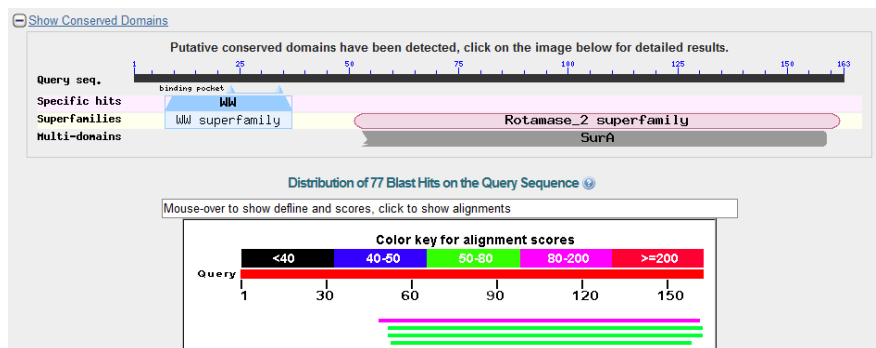 Show Conserved Domains
Putative conserved domains have been detected, click on the image below for detailed results.
1 25 50 75 100 125 150 163
Query seq.
binding pocket
Specific hits WW
Superfamilies WW superfamily Rotamase_2 superfamily
Multi-domains SurA
Distribution of 77 Blast Hits on the Query Sequence ?
Mouse-over to show defline and scores, click to show alignments
Color key for alignment scores
<40 40-50 50-80 80-200 >=200
Query
1 30 60 90 120 150